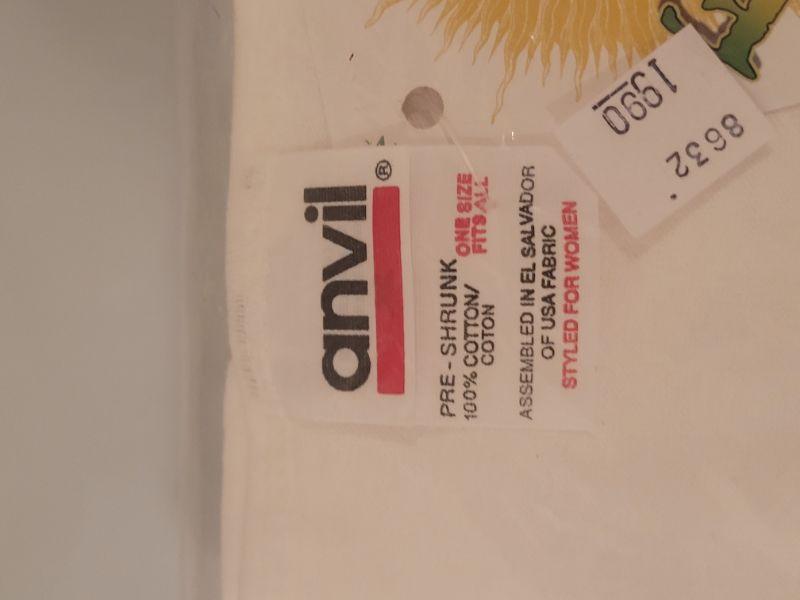 anvil®
PRE-SHRUNK
100% COTTON/
COTON
ONE SIZE
FITS ALL
ASSEMBLED IN EL SALVADOR
OF USA FABRIC
STYLED FOR WOMEN
8632
1990